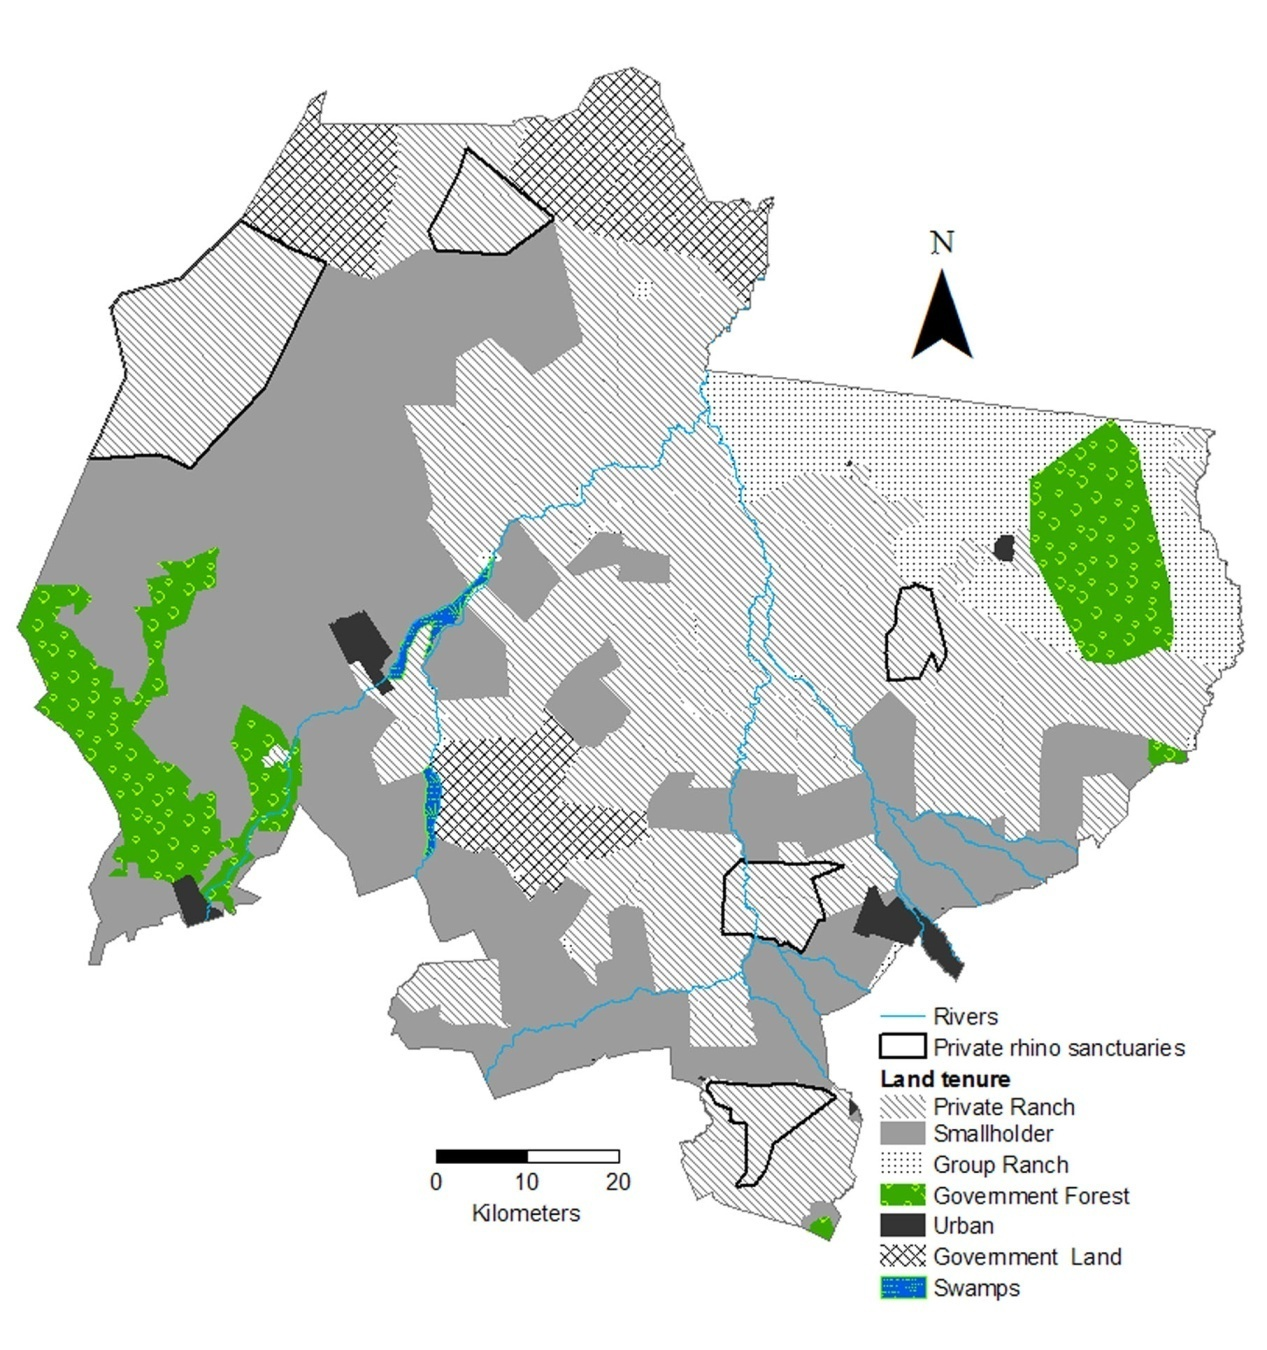 N
Rivers
Private rhino sanctuaries
Land tenure
Private Ranch
Smallholder
Group Ranch
Government Forest
Urban
Government Land
Swamps
0 10 20
Kilometers